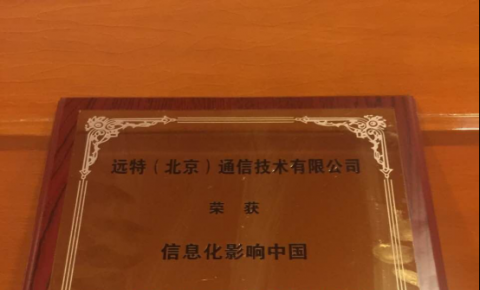 远特（北京）通信技术有限公司
荣 获
信息化影响中国